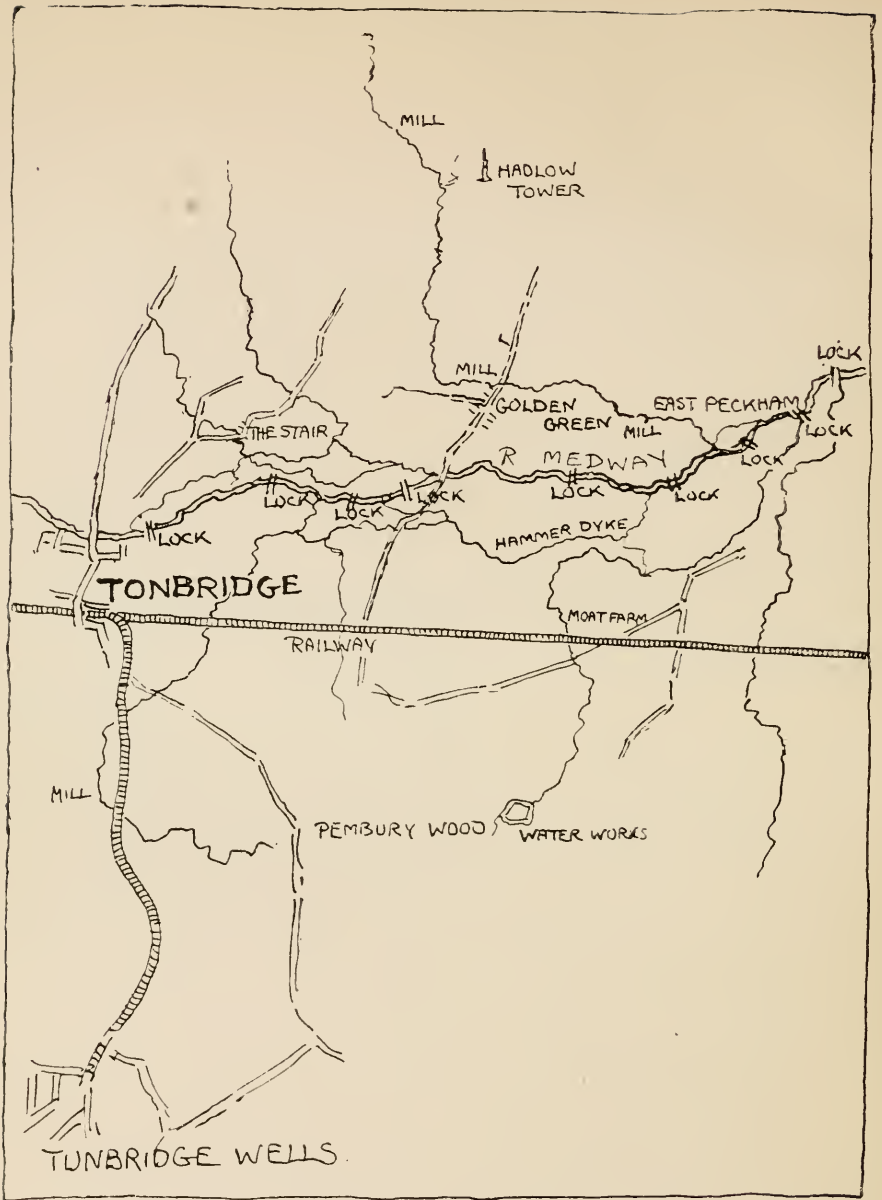 MILL
HADLOW
TOWER
LOCK
MILL
GOLDEN
GREEN
MILL
EAST PECKHAM
LOCK
THE STAIR
R MEDWAY
LOCK
LOCK
LOCK
LOCK
LOCK
LOCK
LOCK
HAMMER DYKE
TONBRIDGE
MOAT FARM
RAILWAY
MILL
PEMBURY WOOD
WATER WORKS
TUNBRIDGE WELLS.